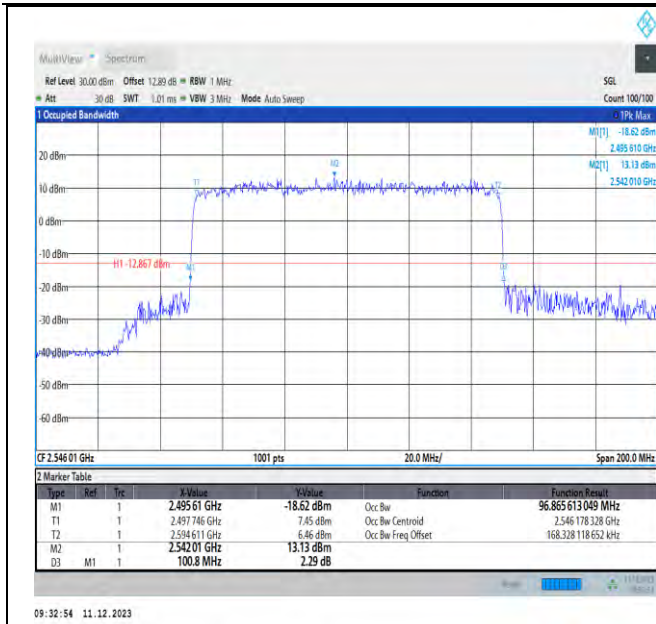 MultiView Spectrum
Ref Level 30.00 dBm Offset 12.89 dB RBW 1 MHz SGL
Att 30 dB SWT 1.01 ms VBW 3 MHz Mode Auto Sweep Count 100/100
1 Occupied Bandwidth 1Pk Max
M1[1] -18.62 dBm
2.495 610 GHz
M2[1] 13.13 dBm
2.542 010 GHz
20 dBm
M2
T1 T2
10 dBm
0 dBm
-10 dBm
H1 -12.867 dBm
M1 D3
-20 dBm
-30 dBm
-40 dBm
-50 dBm
-60 dBm
CF 2.546 01 GHz 1001 pts 20.0 MHz/ Span 200.0 MHz
2 Marker Table
Type Ref Trc X-Value Y-Value Function Function Result
M1 1 2.495 61 GHz -18.62 dBm Occ Bw 96.865 613 049 MHz
T1 1 2.497 746 GHz 7.45 dBm Occ Bw Centroid 2.546 178 328 GHz
T2 1 2.594 611 GHz 6.46 dBm Occ Bw Freq Offset 168.328 118 652 kHz
M2 1 2.542 01 GHz 13.13 dBm
D3 M1 1 100.8 MHz 2.29 dB
09:32:54 11.12.2023